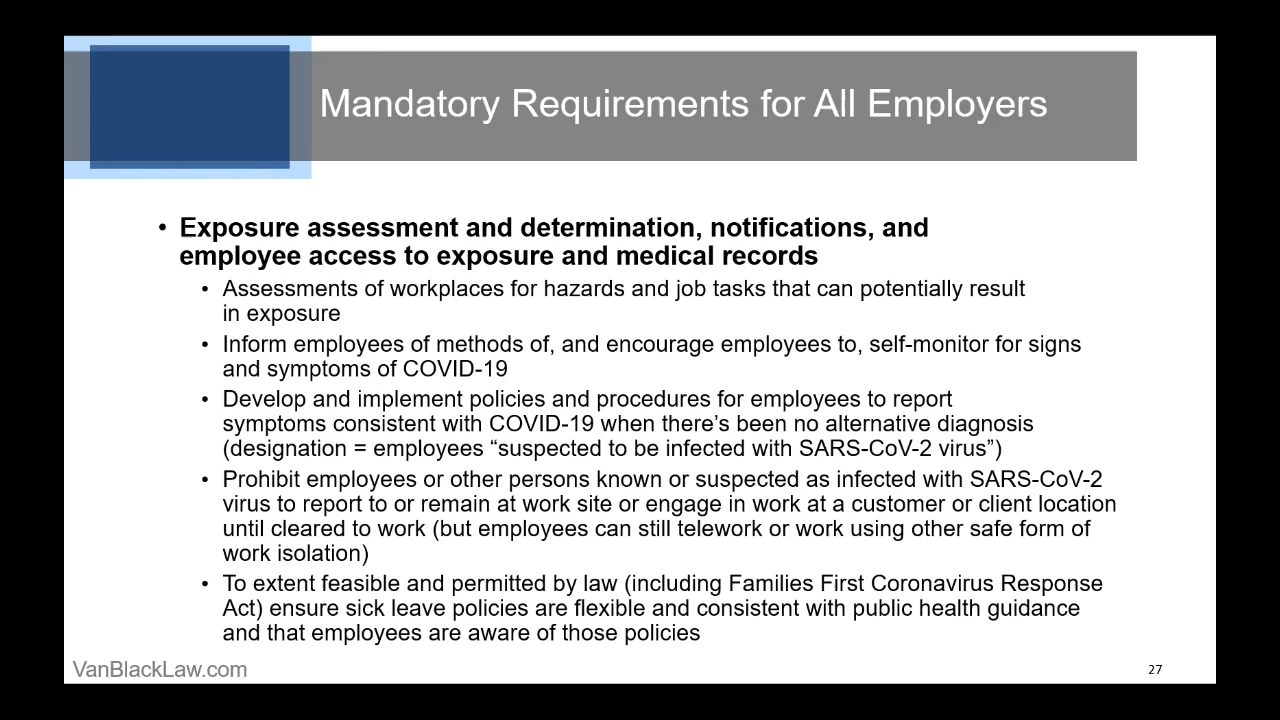 Mandatory Requirements for All Employers
• Exposure assessment and determination, notifications, and
employee access to exposure and medical records
• Assessments of workplaces for hazards and job tasks that can potentially result
in exposure
• Inform employees of methods of, and encourage employees to, self-monitor for signs
and symptoms of COVID-19
• Develop and implement policies and procedures for employees to report
symptoms consistent with COVID-19 when there’s been no alternative diagnosis
(designation = employees “suspected to be infected with SARS-CoV-2 virus”)
• Prohibit employees or other persons known or suspected as infected with SARS-CoV-2
virus to report to or remain at work site or engage in work at a customer or client location
until cleared to work (but employees can still telework or work using other safe form of
work isolation)
• To extent feasible and permitted by law (including Families First Coronavirus Response
Act) ensure sick leave policies are flexible and consistent with public health guidance
and that employees are aware of those policies
VanBlackLaw.com
27